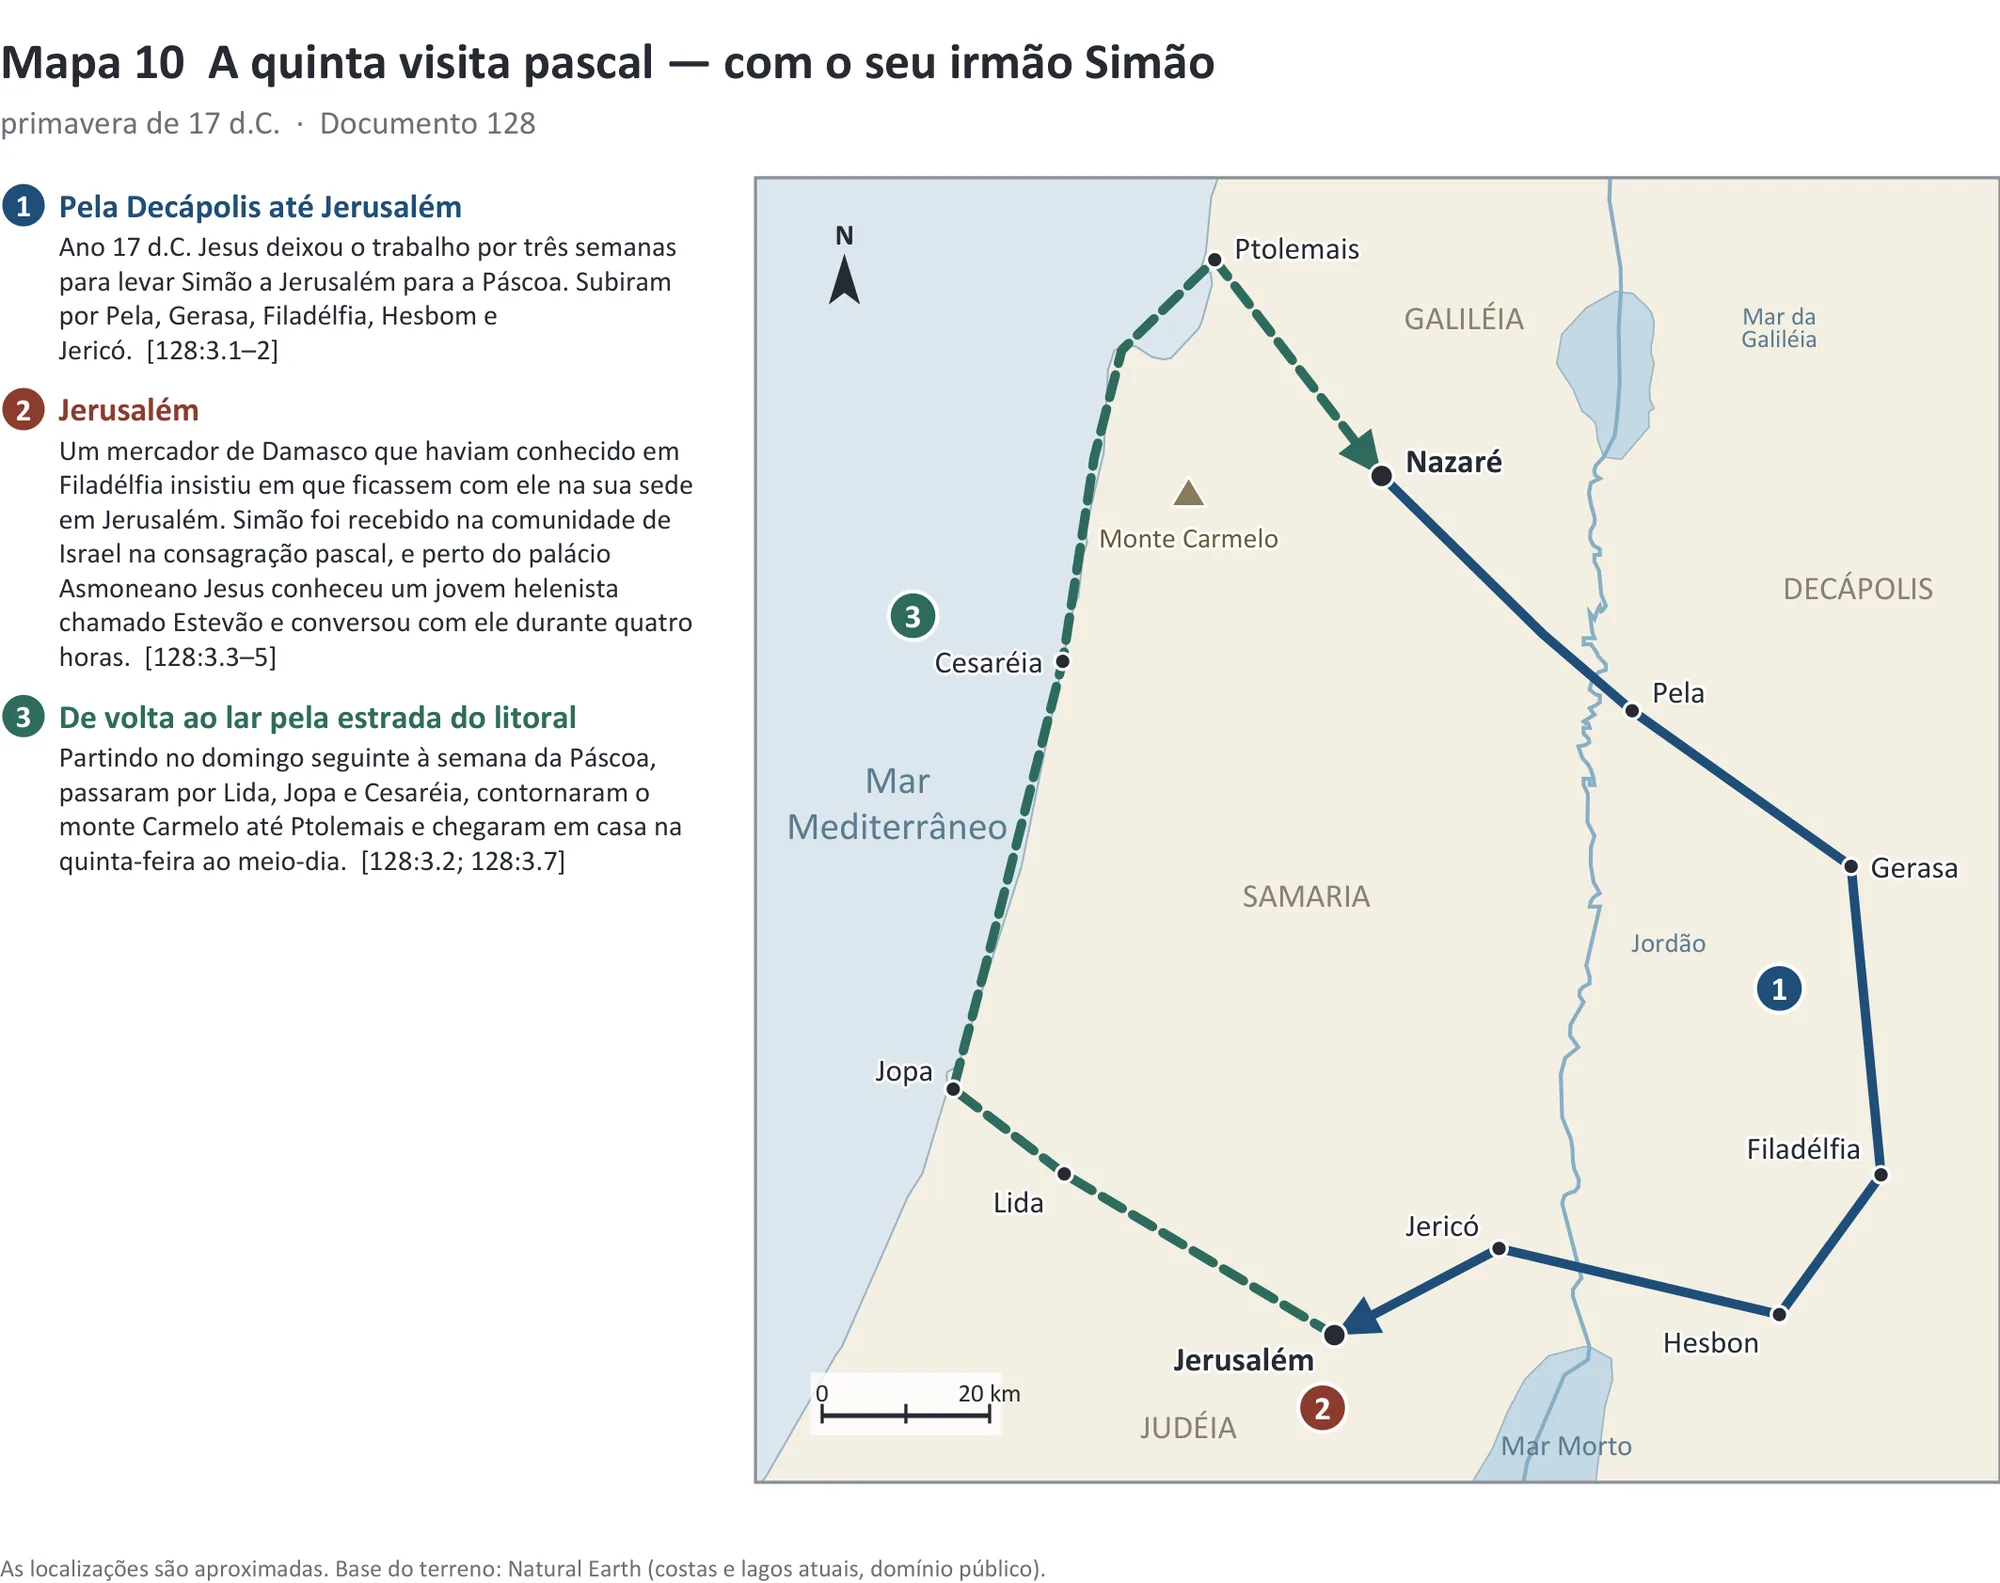 Mapa 10  A quinta visita pascal — com o seu irmão Simão
primavera de 17 d.C.  ·  Documento 128
1 Pela Decápolis até Jerusalém
Ano 17 d.C. Jesus deixou o trabalho por três semanas
para levar Simão a Jerusalém para a Páscoa. Subiram
por Pela, Gerasa, Filadélfia, Hesbom e
Jericó.  [128:3.1–2]
2 Jerusalém
Um mercador de Damasco que haviam conhecido em
Filadélfia insistiu em que ficassem com ele na sua sede
em Jerusalém. Simão foi recebido na comunidade de
Israel na consagração pascal, e perto do palácio
Asmoneano Jesus conheceu um jovem helenista
chamado Estevão e conversou com ele durante quatro
horas.  [128:3.3–5]
3 De volta ao lar pela estrada do litoral
Partindo no domingo seguinte à semana da Páscoa,
passaram por Lida, Jopa e Cesaréia, contornaram o
monte Carmelo até Ptolemais e chegaram em casa na
quinta-feira ao meio-dia.  [128:3.2; 128:3.7]
N
Ptolemais
GALILÉIA
Mar da
Galiléia
Nazaré
Monte Carmelo
DECÁPOLIS
3
Cesaréia
Pela
Mar
Mediterrâneo
Gerasa
SAMARIA
Jordão
1
Jopa
Filadélfia
Lida
Jericó
Hesbon
Jerusalém
0 20 km
2
JUDÉIA
Mar Morto
As localizações são aproximadas. Base do terreno: Natural Earth (costas e lagos atuais, domínio público).